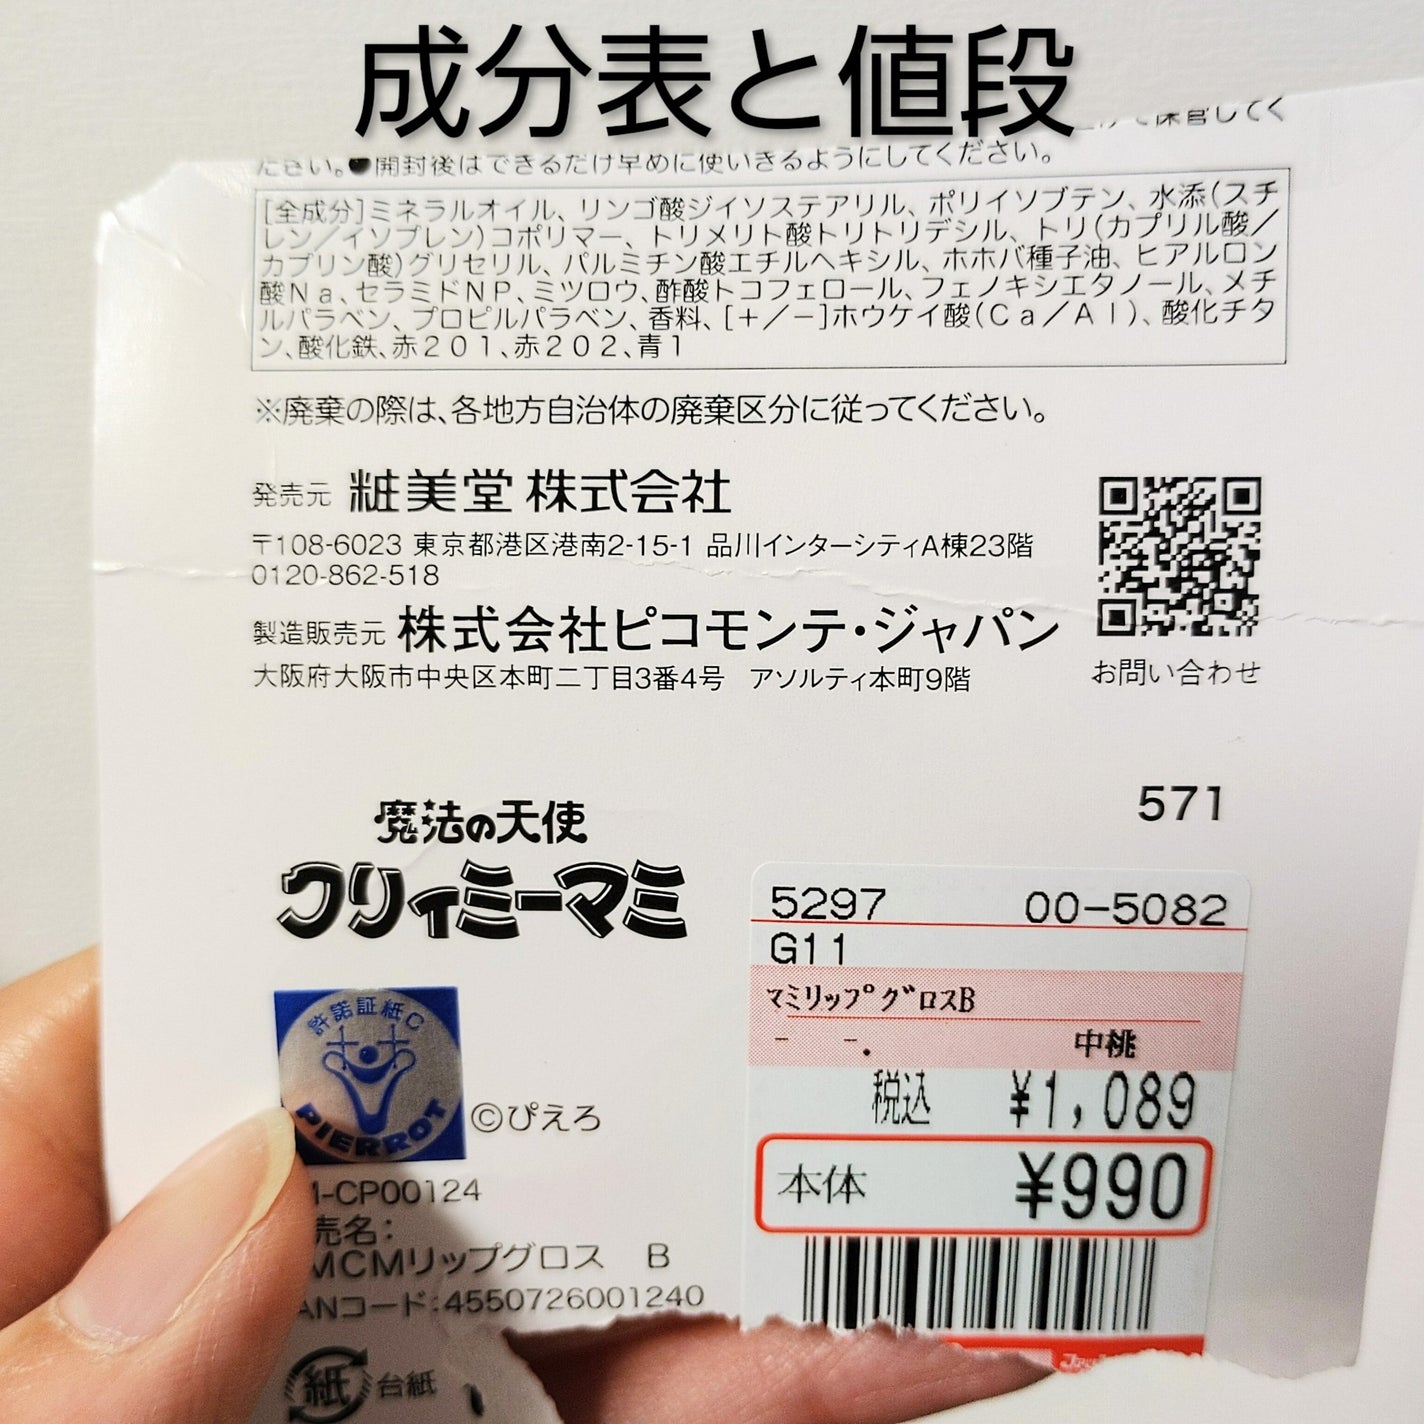 成分表と値段
保管してく
ださい。●開封後はできるだけ早めに使いきるようにしてください。
[全成分]ミネラルオイル、リンゴ酸ジイソステアリル、ポリイソブテン、水添(スチ
レン/イソプレン)コポリマー、トリメリト酸トリトリデシル、トリ(カプリル酸/
カプリン酸)グリセリル、パルミチン酸エチルヘキシル、ホホバ種子油、ヒアルロン
酸Na、セラミドNP、ミツロウ、酢酸トコフェロール、フェノキシエタノール、メチ
ルパラベン、プロピルパラベン、香料、[+/-]ホウケイ酸(Ca/Al)、酸化チタ
ン、酸化鉄、赤201、赤202、青1
※廃棄の際は、各地方自治体の廃棄区分に従ってください。
発売元 粧美堂 株式会社
〒108-6023 東京都港区港南2-15-1 品川インターシティA棟23階
0120-862-518
製造販売元 株式会社ピコモンテ・ジャパン
大阪府大阪市中央区本町二丁目3番4号 アソルティ本町9階
お問い合わせ
571
魔法の天使
クリィミーマミ
許諾証紙C
PIERROT
©ぴえろ
-CP00124
売名:
MCMリップグロス B
ANコード:4550726001240
紙 台紙
5297 00-5082
G11
マミリップグロスB
- -. 中桃
税込 ¥1,089
本体 ¥990